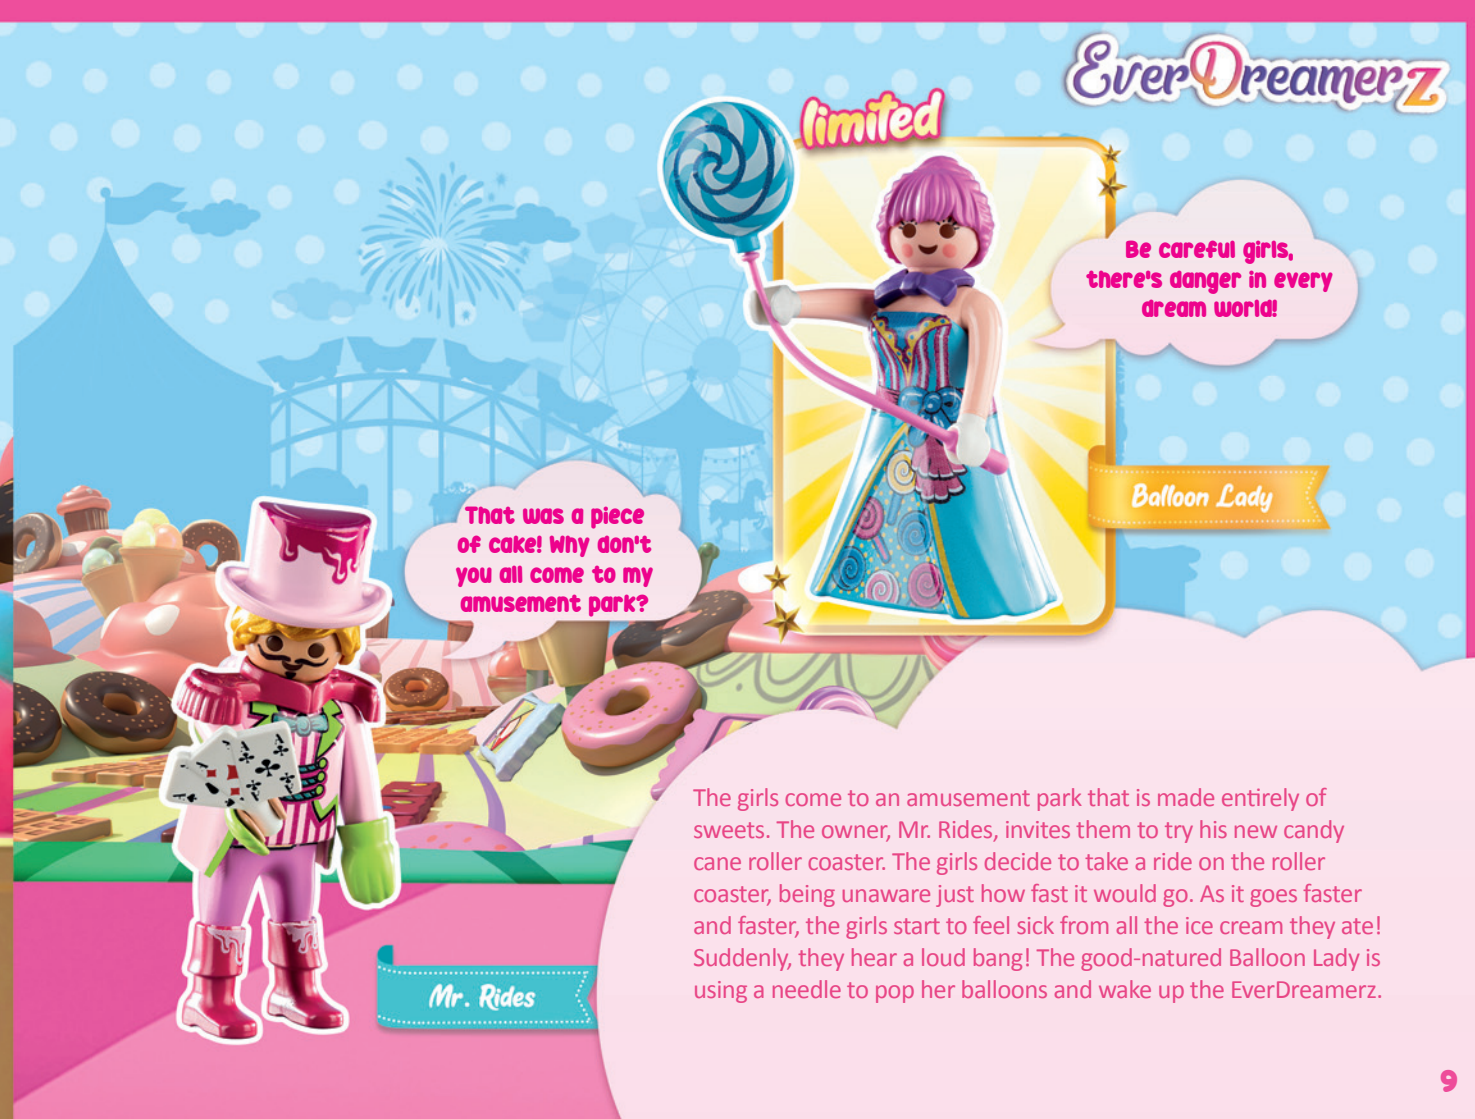 EverDreamerz
limited
Be careful girls,
there's danger in every
dream world!
Balloon Lady
That was a piece
of cake! Why don't
you all come to my
amusement park?
Mr. Rides
The girls come to an amusement park that is made entirely of
sweets. The owner, Mr. Rides, invites them to try his new candy
cane roller coaster. The girls decide to take a ride on the roller
coaster, being unaware just how fast it would go. As it goes faster
and faster, the girls start to feel sick from all the ice cream they ate!
Suddenly, they hear a loud bang! The good-natured Balloon Lady is
using a needle to pop her balloons and wake up the EverDreamerz.
9